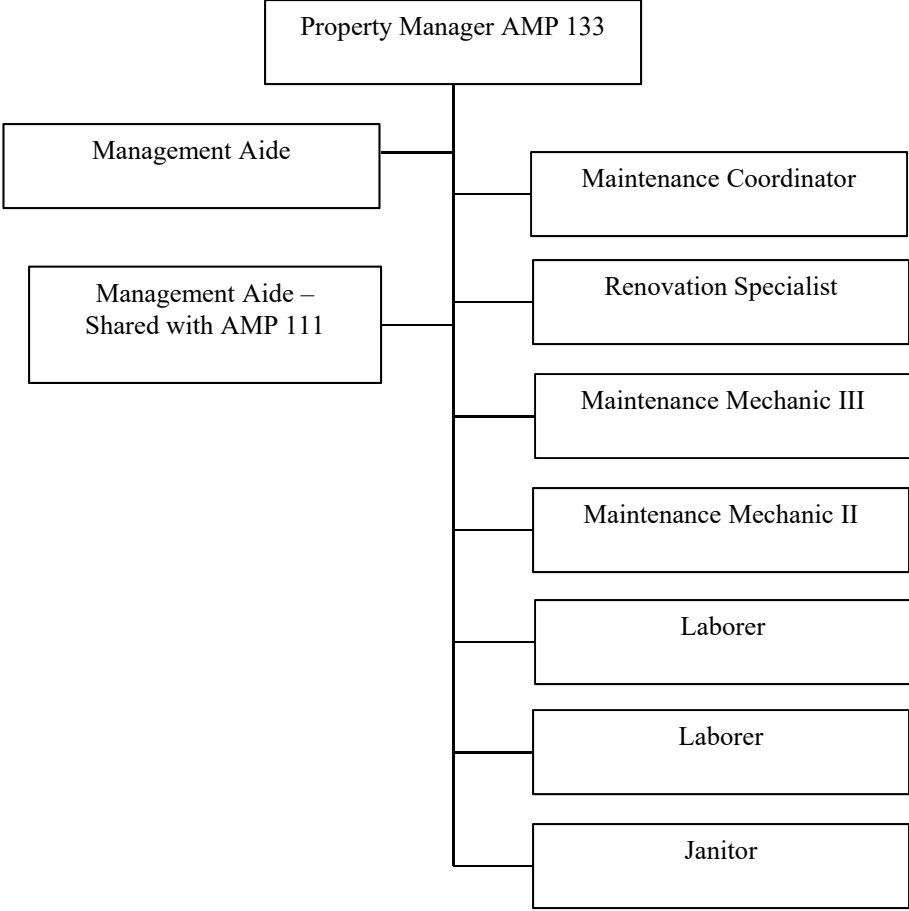 Property Manager AMP 133
Management Aide
Maintenance Coordinator
Management Aide –
Shared with AMP 111
Renovation Specialist
Maintenance Mechanic III
Maintenance Mechanic II
Laborer
Laborer
Janitor